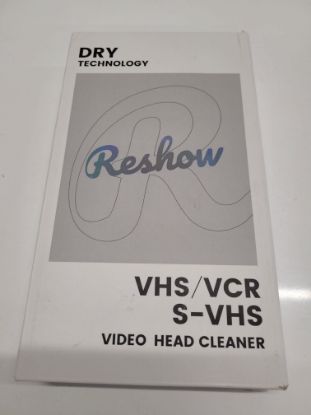 DRY
TECHNOLOGY
Reshow
VHS/VCR
S-VHS
VIDEO HEAD CLEANER